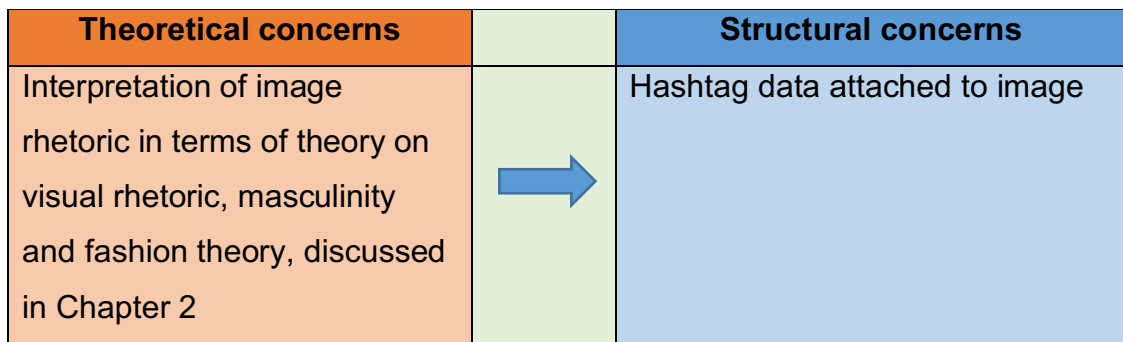 Theoretical concerns
Structural concerns
Interpretation of image
rhetoric in terms of theory on
visual rhetoric, masculinity
and fashion theory, discussed
in Chapter 2
Hashtag data attached to image